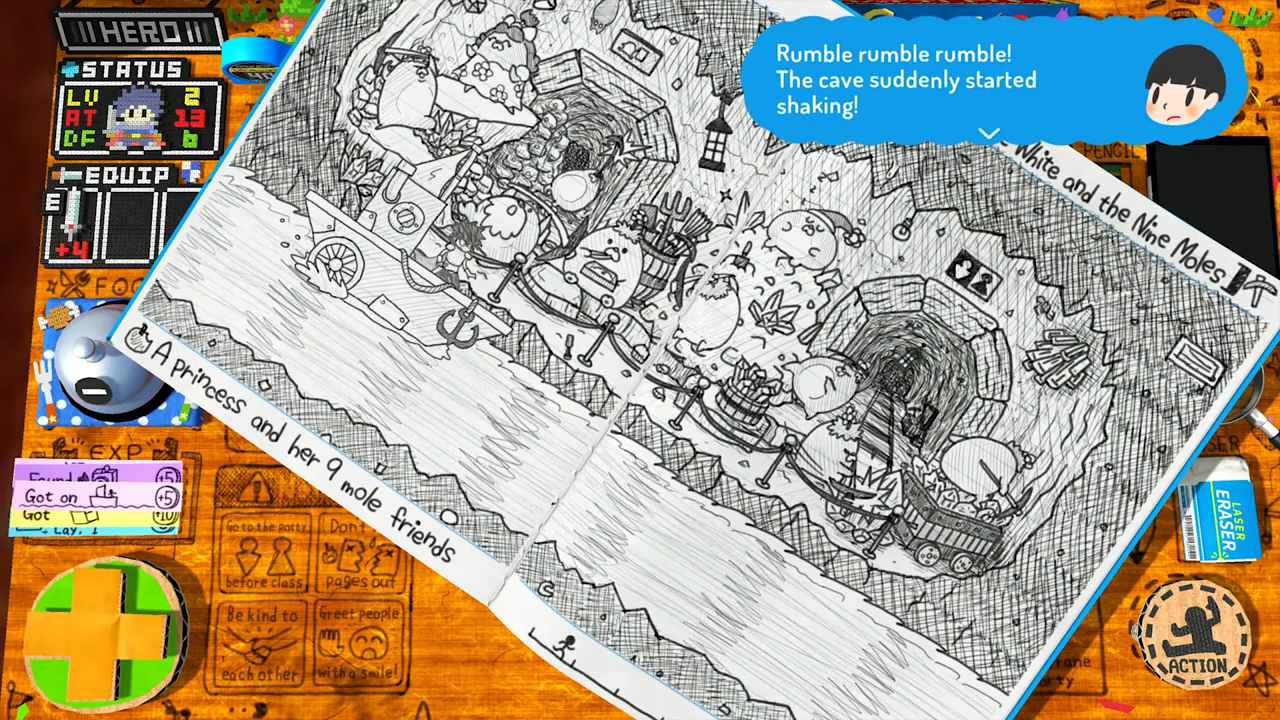 HERO
STATUS
LV 2
AT 13
DF 6
EQUIP
E
+4
Rumble rumble rumble!
The cave suddenly started
shaking!
PENCIL
White and the Nine Moles
A princess and her 9 mole friends
EXP
Found +5
Got on +5
Got +10
Go to the potty
before class
Don't
pages out
Be kind to
each other
Greet people
with a smile!
LASER
ERASER
ACTION